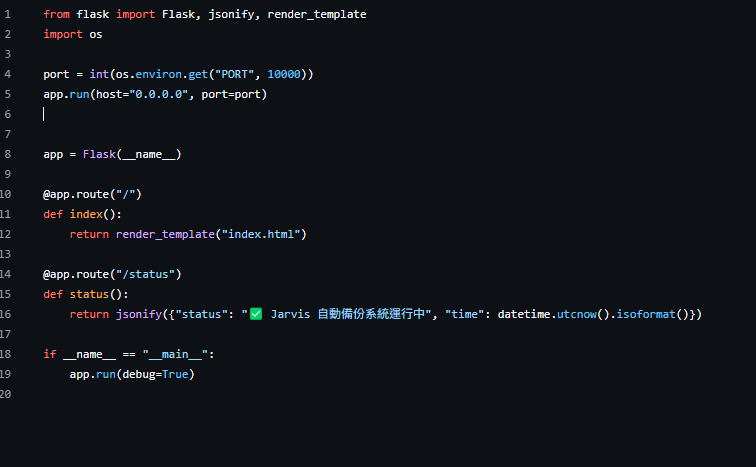 1 from flask import Flask, jsonify, render_template
2 import os
3
4 port = int(os.environ.get("PORT", 10000))
5 app.run(host="0.0.0.0", port=port)
6
7
8 app = Flask(__name__)
9
10 @app.route("/")
11 def index():
12     return render_template("index.html")
13
14 @app.route("/status")
15 def status():
16     return jsonify({"status": "✅ Jarvis 自動備份系統運行中", "time": datetime.utcnow().isoformat()})
17
18 if __name__ == "__main__":
19     app.run(debug=True)
20